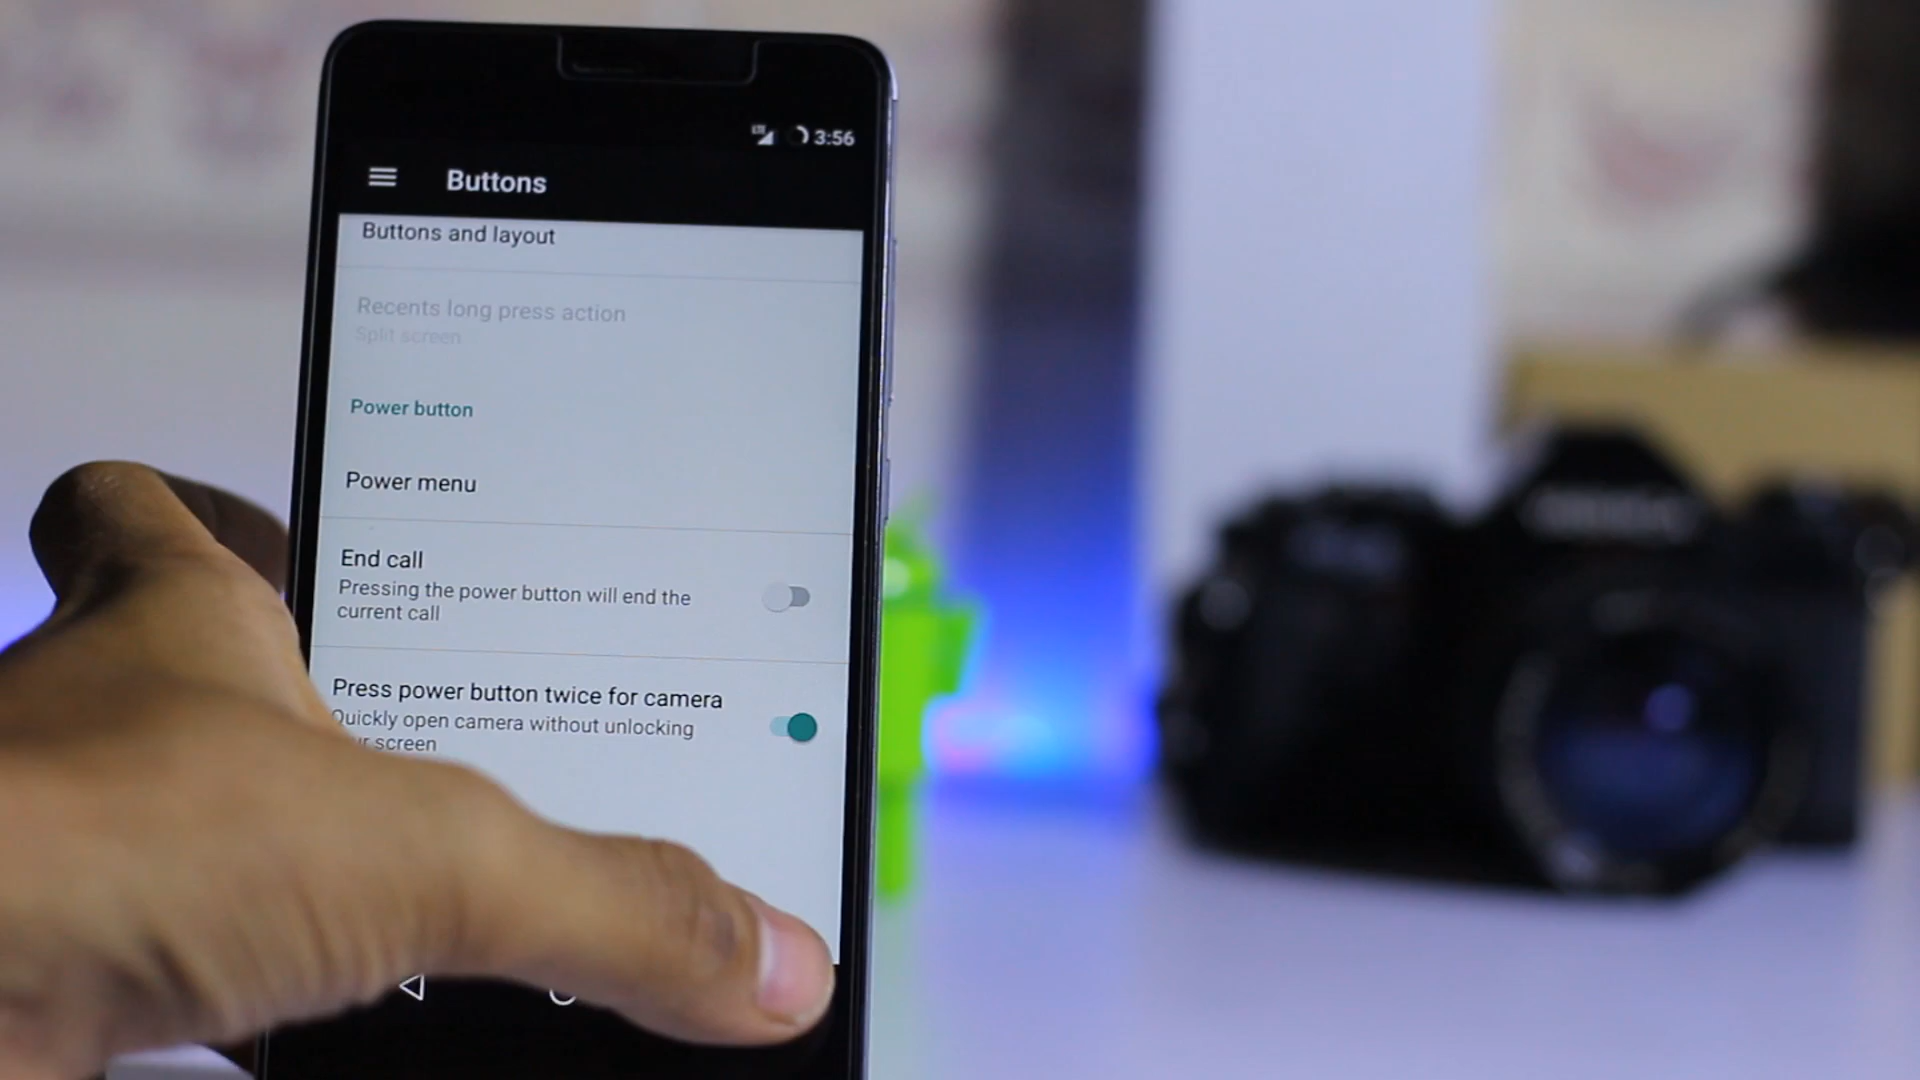 LTE 3:56
Buttons
Buttons and layout
Recents long press action
Split screen
Power button
Power menu
End call
Pressing the power button will end the
current call
Press power button twice for camera
Quickly open camera without unlocking
screen